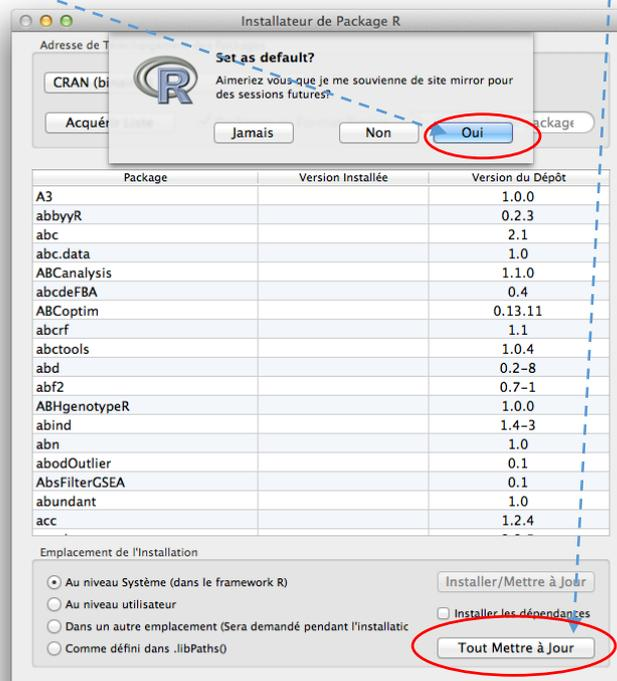 Installateur de Package R
Adresse de
Set as default?
Aimeriez vous que je me souvienne de site mirror pour
des sessions futures?
CRAN
Jamais
Non
Oui
Acquérir Liste
Package
Version Installée
Version du Dépôt
A3 1.0.0
abbyyR 0.2.3
abc 2.1
abc.data 1.0
ABCanalysis 1.1.0
abcdeFBA 0.4
ABCoptim 0.13.11
abcrf 1.1
abctools 1.0.4
abd 0.2-8
abf2 0.7-1
ABHgenotypeR 1.0.0
abind 1.4-3
abn 1.0
abodOutlier 0.1
AbsFilterGSEA 0.1
abundant 1.0
acc 1.2.4
Emplacement de l'Installation
Au niveau Système (dans le framework R)
Installer/Mettre à Jour
Au niveau utilisateur
Installer les dépendances
Dans un autre emplacement (Sera demandé pendant l'installatic
Comme défini dans .libPaths()
Tout Mettre à Jour